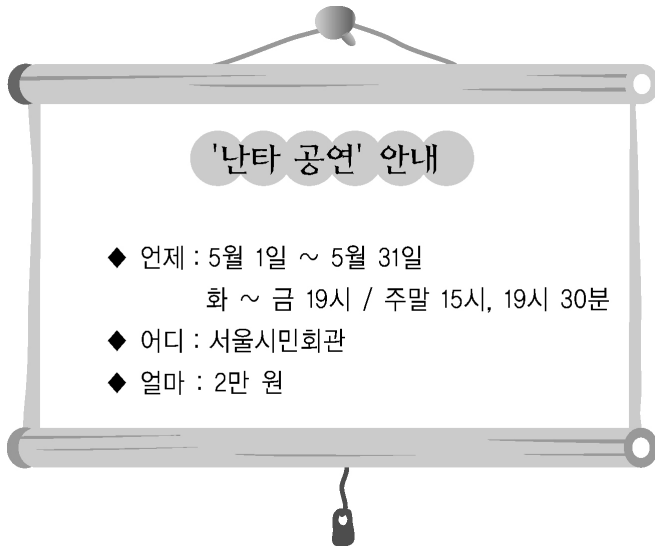 '난타 공연' 안내
◆ 언제 : 5월 1일 ~ 5월 31일
화 ~ 금 19시 / 주말 15시, 19시 30분
◆ 어디 : 서울시민회관
◆ 얼마 : 2만 원